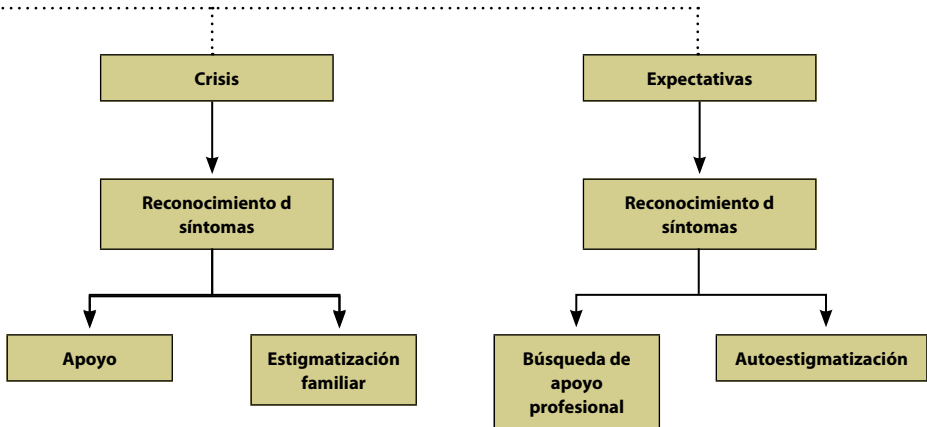 Crisis
Expectativas
Reconocimiento d
síntomas
Reconocimiento d
síntomas
Apoyo
Estigmatización
familiar
Búsqueda de
apoyo
profesional
Autoestigmatización